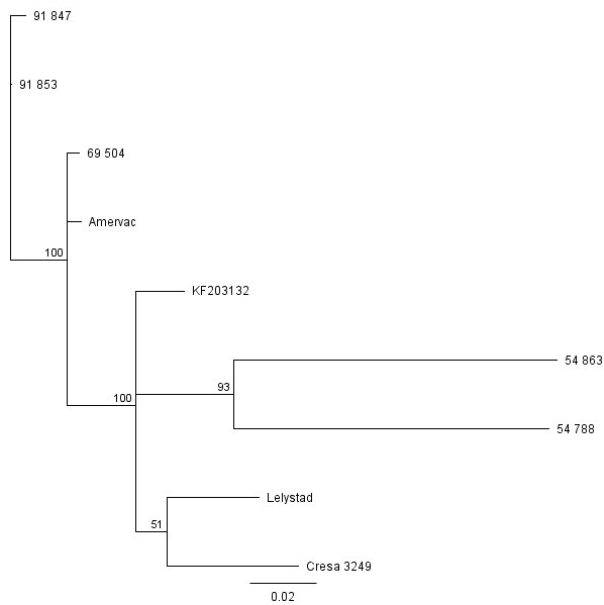 91 847
91 853
69 504
Amervac
100
KF203132
54 863
93
100
54 788
Lelystad
51
Cresa 3249
0.02